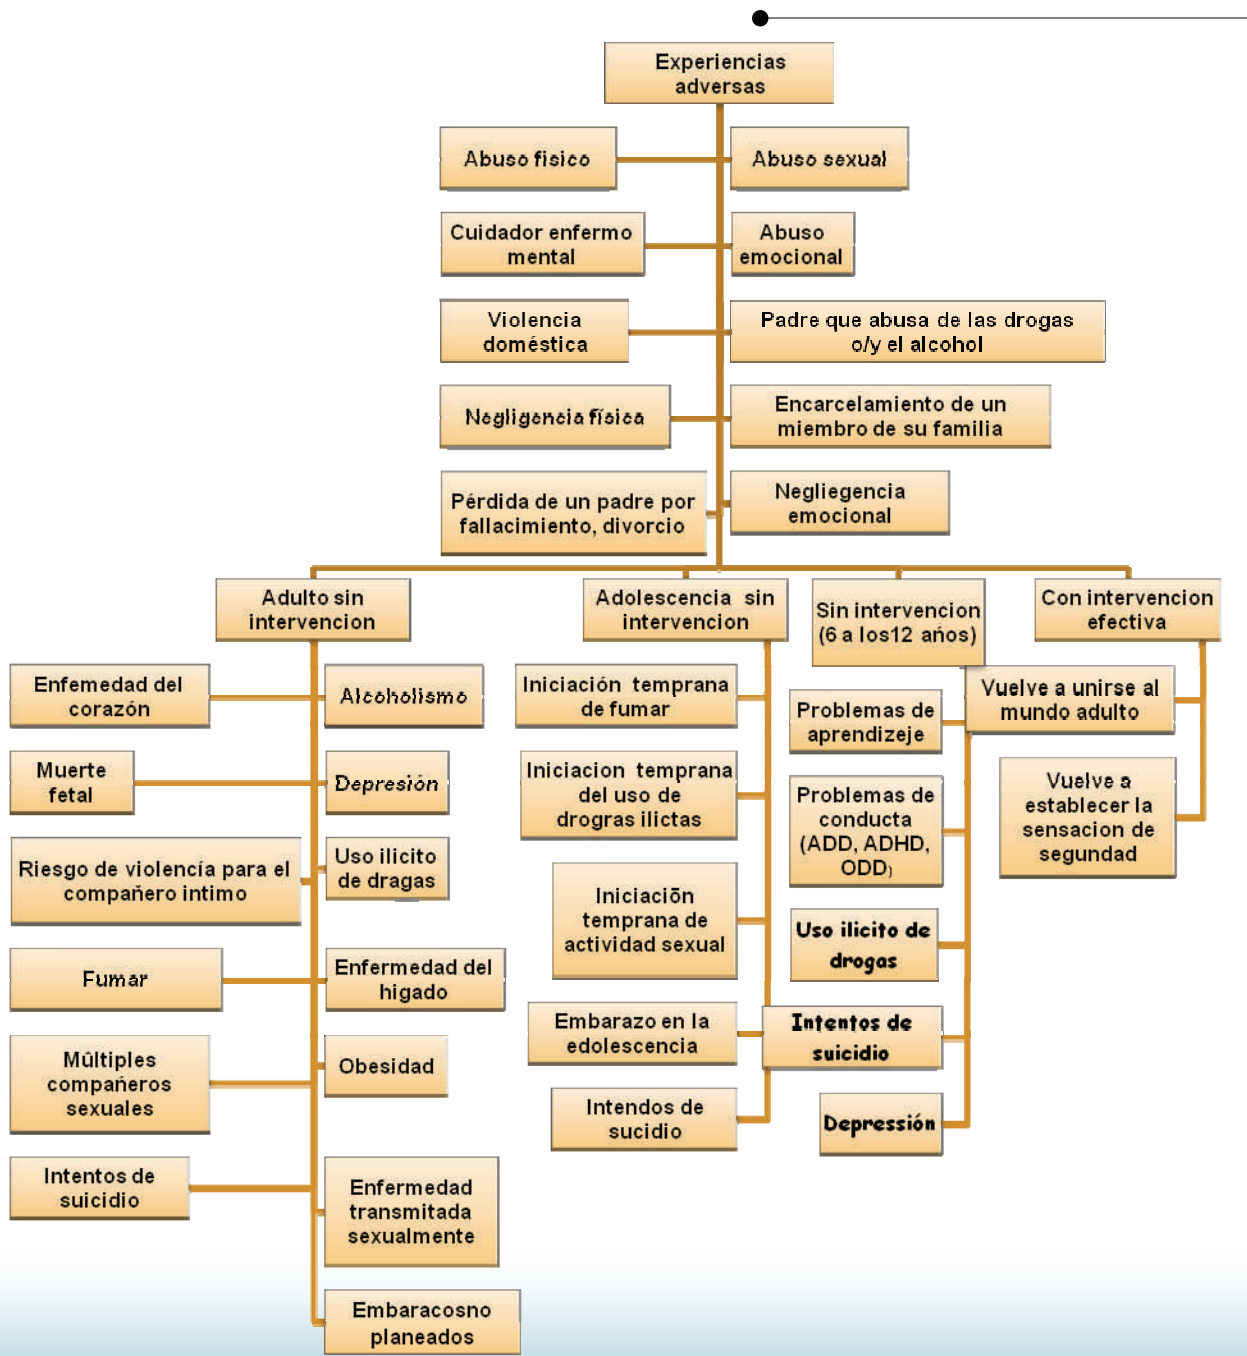 Experiencias
adversas
Abuso fisico
Abuso sexual
Cuidador enfermo
mental
Abuso
emocional
Violencia
doméstica
Padre que abusa de las drogas
o/y el alcohol
Negligencia física
Encarcelamiento de un
miembro de su familia
Pérdida de un padre por
fallacimiento, divorcio
Negliegencia
emocional
Adulto sin
intervencion
Enfemedad del
corazón
Alcoholismo
Muerte
fetal
Depresión
Riesgo de violencía para el
compañero intimo
Uso ilicito
de dragas
Fumar
Enfermedad del
higado
Múltiples
compañeros
sexuales
Obesidad
Intentos de
suicidio
Enfermedad
transmitada
sexualmente
Embaracosno
planeados
Adolescencia sin
intervencion
Iniciación temprana
de fumar
Iniciacion temprana
del uso de
drogras ilictas
Iniciación
temprana de
actividad sexual
Embarazo en la
edolescencia
Intendos de
sucidio
Sin intervencion
(6 a los12 años)
Problemas de
aprendizeje
Problemas de
conducta
(ADD, ADHD,
ODD)
Uso ilicito de
drogas
Intentos de
suicidio
Depressión
Con intervencion
efectiva
Vuelve a unirse al
mundo adulto
Vuelve a
establecer la
sensacion de
segundad